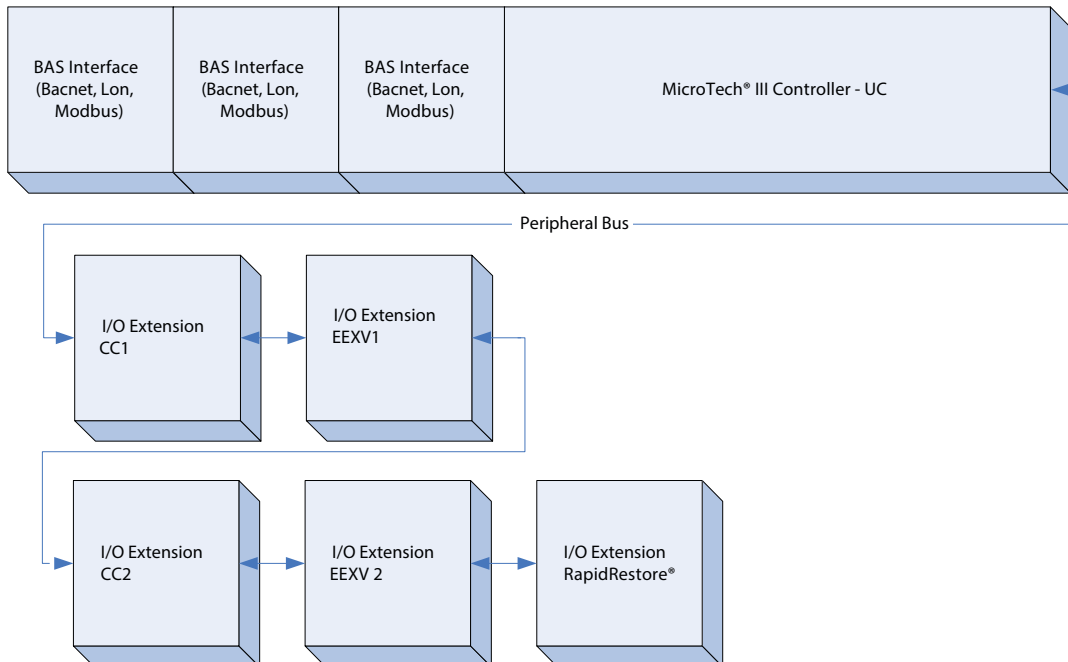 BAS Interface
(Bacnet, Lon,
Modbus)
BAS Interface
(Bacnet, Lon,
Modbus)
BAS Interface
(Bacnet, Lon,
Modbus)
MicroTech® III Controller - UC
Peripheral Bus
I/O Extension
CC1
I/O Extension
EEXV1
I/O Extension
CC2
I/O Extension
EEXV 2
I/O Extension
RapidRestore®